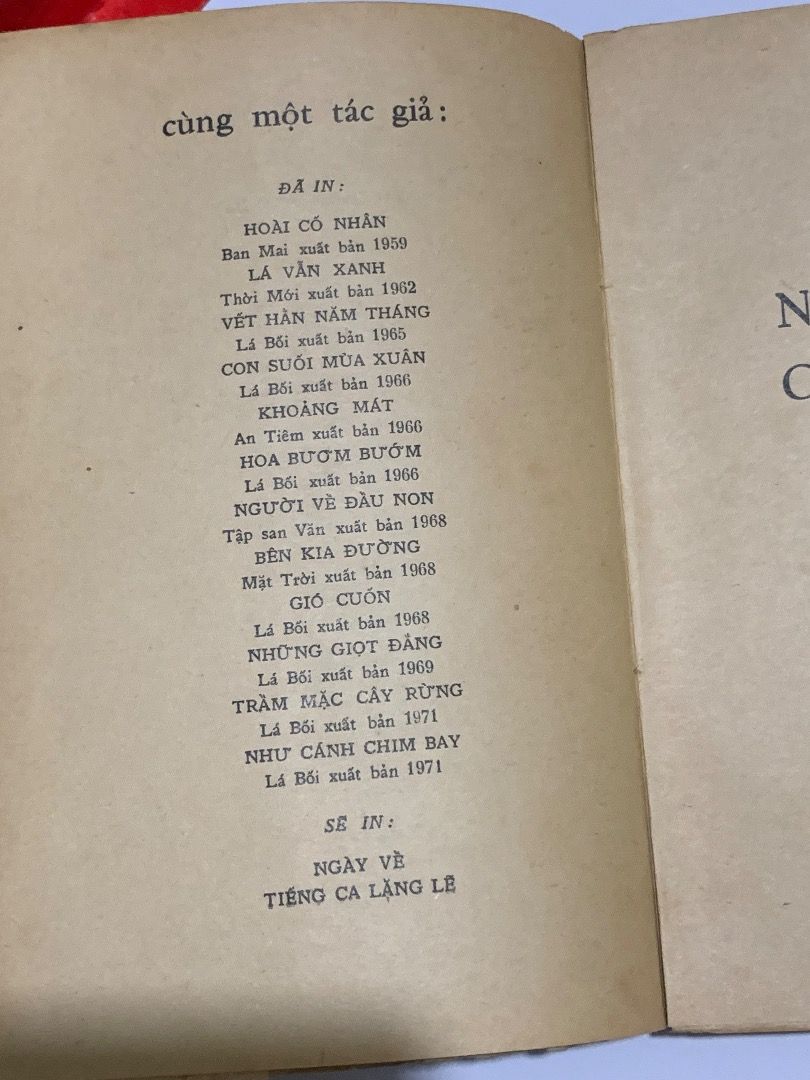 cùng một tác giả:
ĐÃ IN:
HOÀI CỐ NHÂN
Ban Mai xuất bản 1959
LÁ VẪN XANH
Thời Mới xuất bản 1962
VẾT HẰN NĂM THÁNG
Lá Bối xuất bản 1965
CON SUỐI MÙA XUÂN
Lá Bối xuất bản 1966
KHOẢNG MÁT
An Tiêm xuất bản 1966
HOA BƯƠM BƯỚM
Lá Bối xuất bản 1966
NGƯỜI VỀ ĐẦU NON
Tập san Văn xuất bản 1968
BÊN KIA ĐƯỜNG
Mặt Trời xuất bản 1968
GIÓ CUỐN
Lá Bối xuất bản 1968
NHỮNG GIỌT ĐẮNG
Lá Bối xuất bản 1969
TRẦM MẶC CÂY RỪNG
Lá Bối xuất bản 1971
NHƯ CÁNH CHIM BAY
Lá Bối xuất bản 1971
SẼ IN:
NGÀY VỀ
TIẾNG CA LẶNG LẼ
N